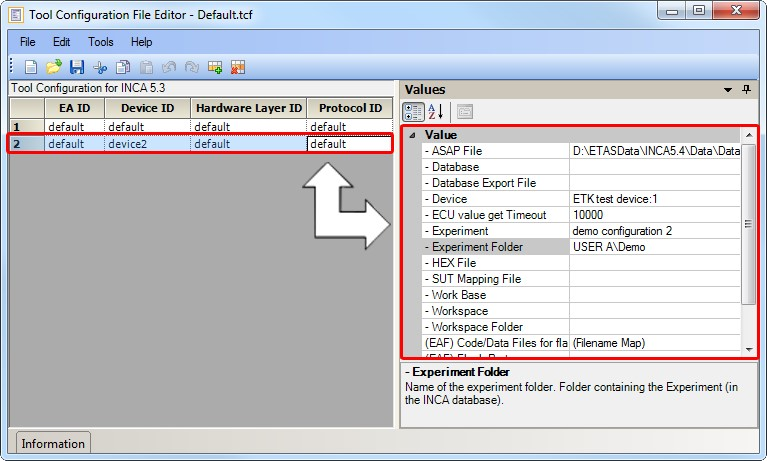 Tool Configuration File Editor - Default.tcf
File Edit Tools Help
Tool Configuration for INCA 5.3
EA ID Device ID Hardware Layer ID Protocol ID
1 default default default default
2 default device2 default default
Values
Value
- ASAP File D:\ETASData\INCA5.4\Data\Data
- Database
- Database Export File
- Device ETK test device:1
- ECU value get Timeout 10000
- Experiment demo configuration 2
- Experiment Folder USER A\Demo
- HEX File
- SUT Mapping File
- Work Base
- Workspace
- Workspace Folder
(EAF) Code/Data Files for fla (Filename Map)
- Experiment Folder
Name of the experiment folder. Folder containing the Experiment (in
the INCA database).
Information